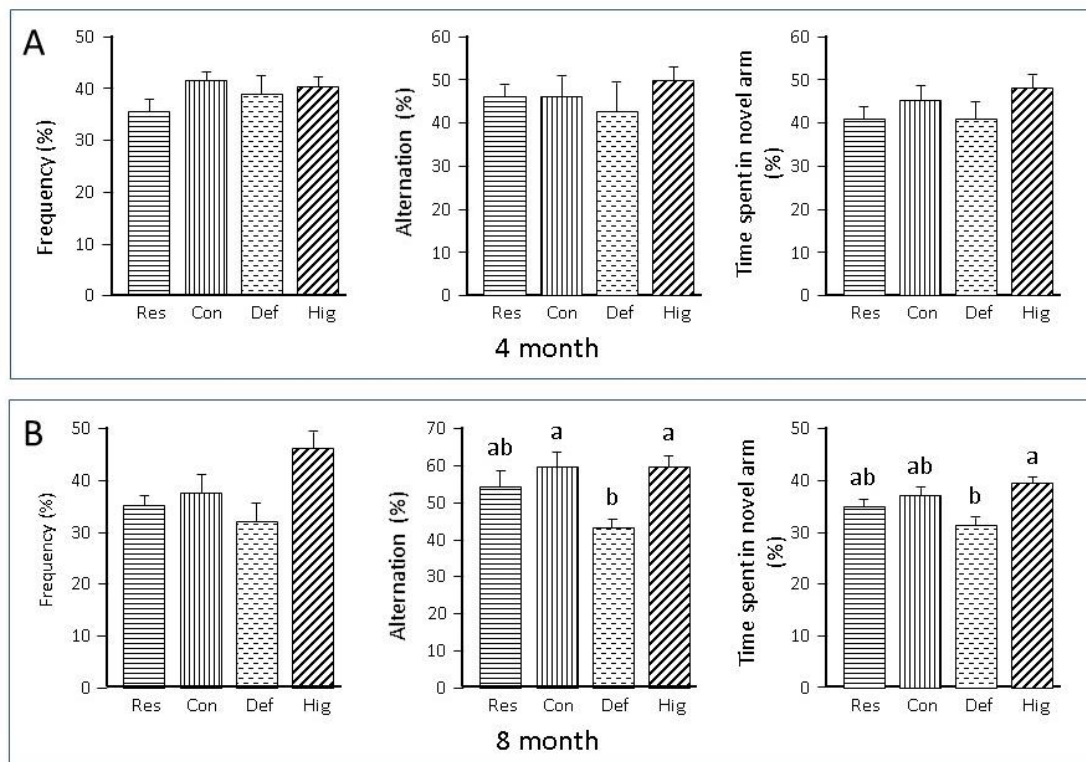 A
Frequency (%)
50
40
30
20
10
0
Res Con Def Hig
Alternation (%)
60
50
40
30
20
10
0
Res Con Def Hig
Time spent in novel arm
(%)
60
50
40
30
20
10
0
Res Con Def Hig
4 month
B
Frequency (%)
50
40
30
20
10
0
Res Con Def Hig
Alternation (%)
70
60
50
40
30
20
10
0
ab a b a
Res Con Def Hig
Time spent in novel arm
(%)
50
40
30
20
10
0
ab ab b a
Res Con Def Hig
8 month